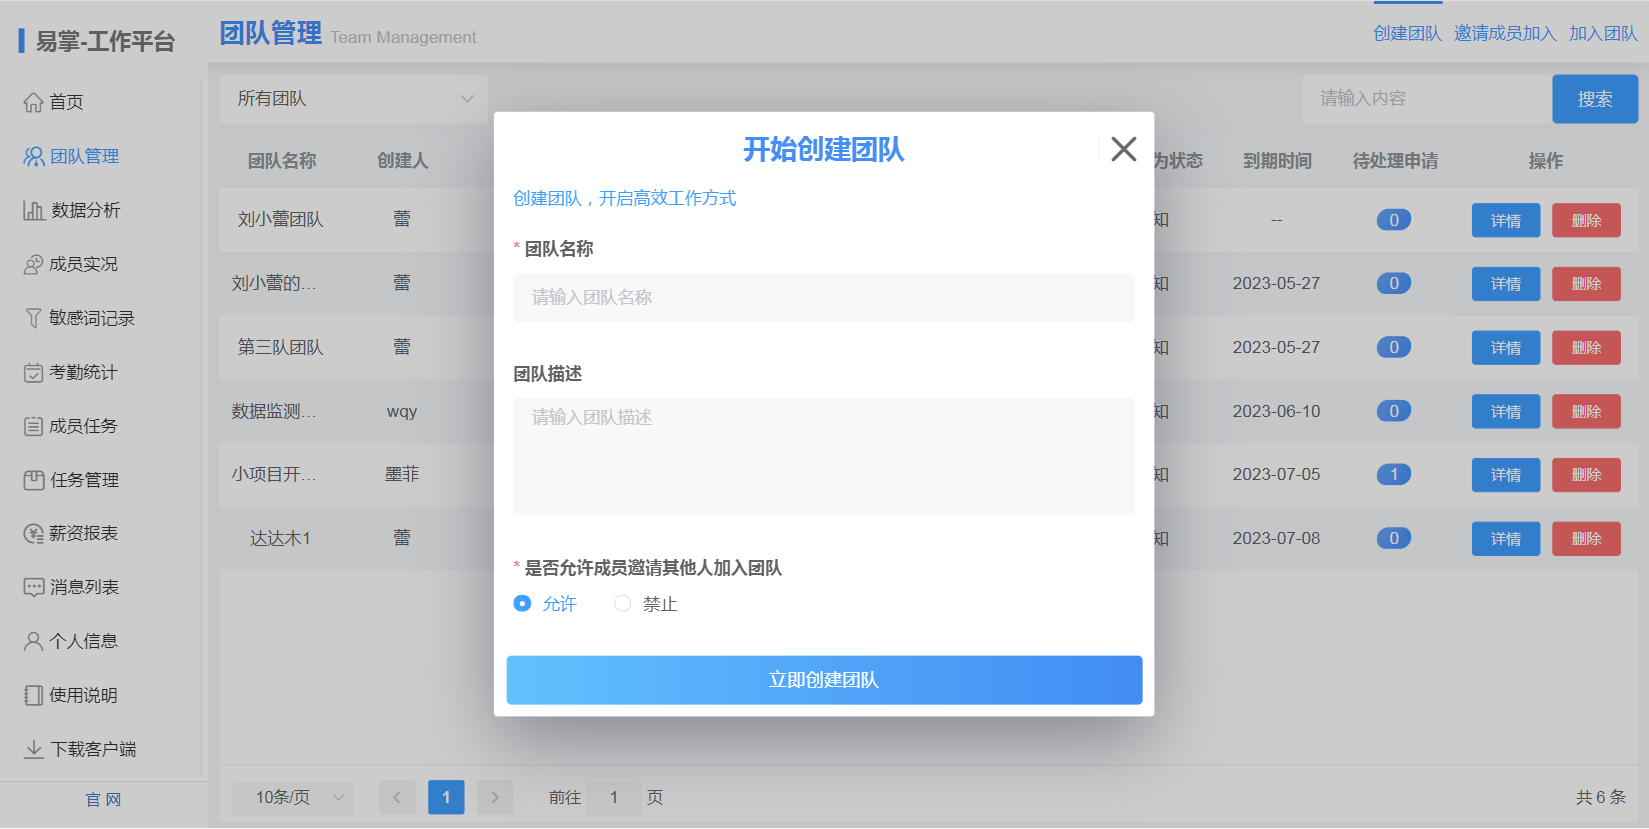 易掌-工作平台
首页
团队管理
数据分析
成员实况
敏感词记录
考勤统计
成员任务
任务管理
薪资报表
消息列表
个人信息
使用说明
下载客户端
官网
团队管理 Team Management
创建团队 邀请成员加入 加入团队
所有团队
请输入内容 搜索
团队名称 创建人 为状态 到期时间 待处理申请 操作
刘小蕾团队 蕾 知 -- 0 详情 删除
刘小蕾的... 蕾 知 2023-05-27 0 详情 删除
第三队团队 蕾 知 2023-05-27 0 详情 删除
数据监测... wqy 知 2023-06-10 0 详情 删除
小项目开... 墨菲 知 2023-07-05 1 详情 删除
达达木1 蕾 知 2023-07-08 0 详情 删除
10条/页 1 前往 1 页 共 6 条
开始创建团队
创建团队，开启高效工作方式
* 团队名称
请输入团队名称
团队描述
请输入团队描述
* 是否允许成员邀请其他人加入团队
允许 禁止
立即创建团队